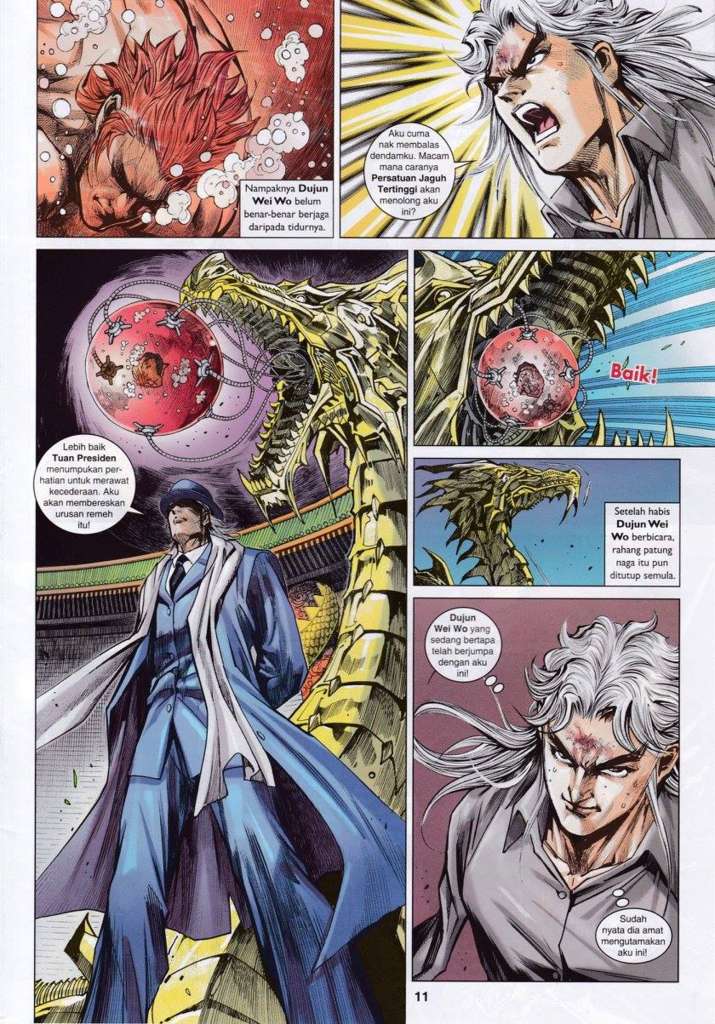 Nampaknya Dujun
Wei Wo belum
benar-benar berjaga
daripada tidurnya.
Aku cuma
nak membalas
dendamku. Macam
mana caranya
Persatuan Jaguh
Tertinggi akan
menolong aku
ini?
Lebih baik
Tuan Presiden
menumpukan per-
hatian untuk merawat
kecederaan. Aku
akan membereskan
urusan remeh
itu!
Baik!
Setelah habis
Dujun Wei
Wo berbicara,
rahang patung
naga itu pun
ditutup semula.
Dujun
Wei Wo yang
sedang bertapa
telah berjumpa
dengan aku
ini!
Sudah
nyata dia amat
mengutamakan
aku ini!
11